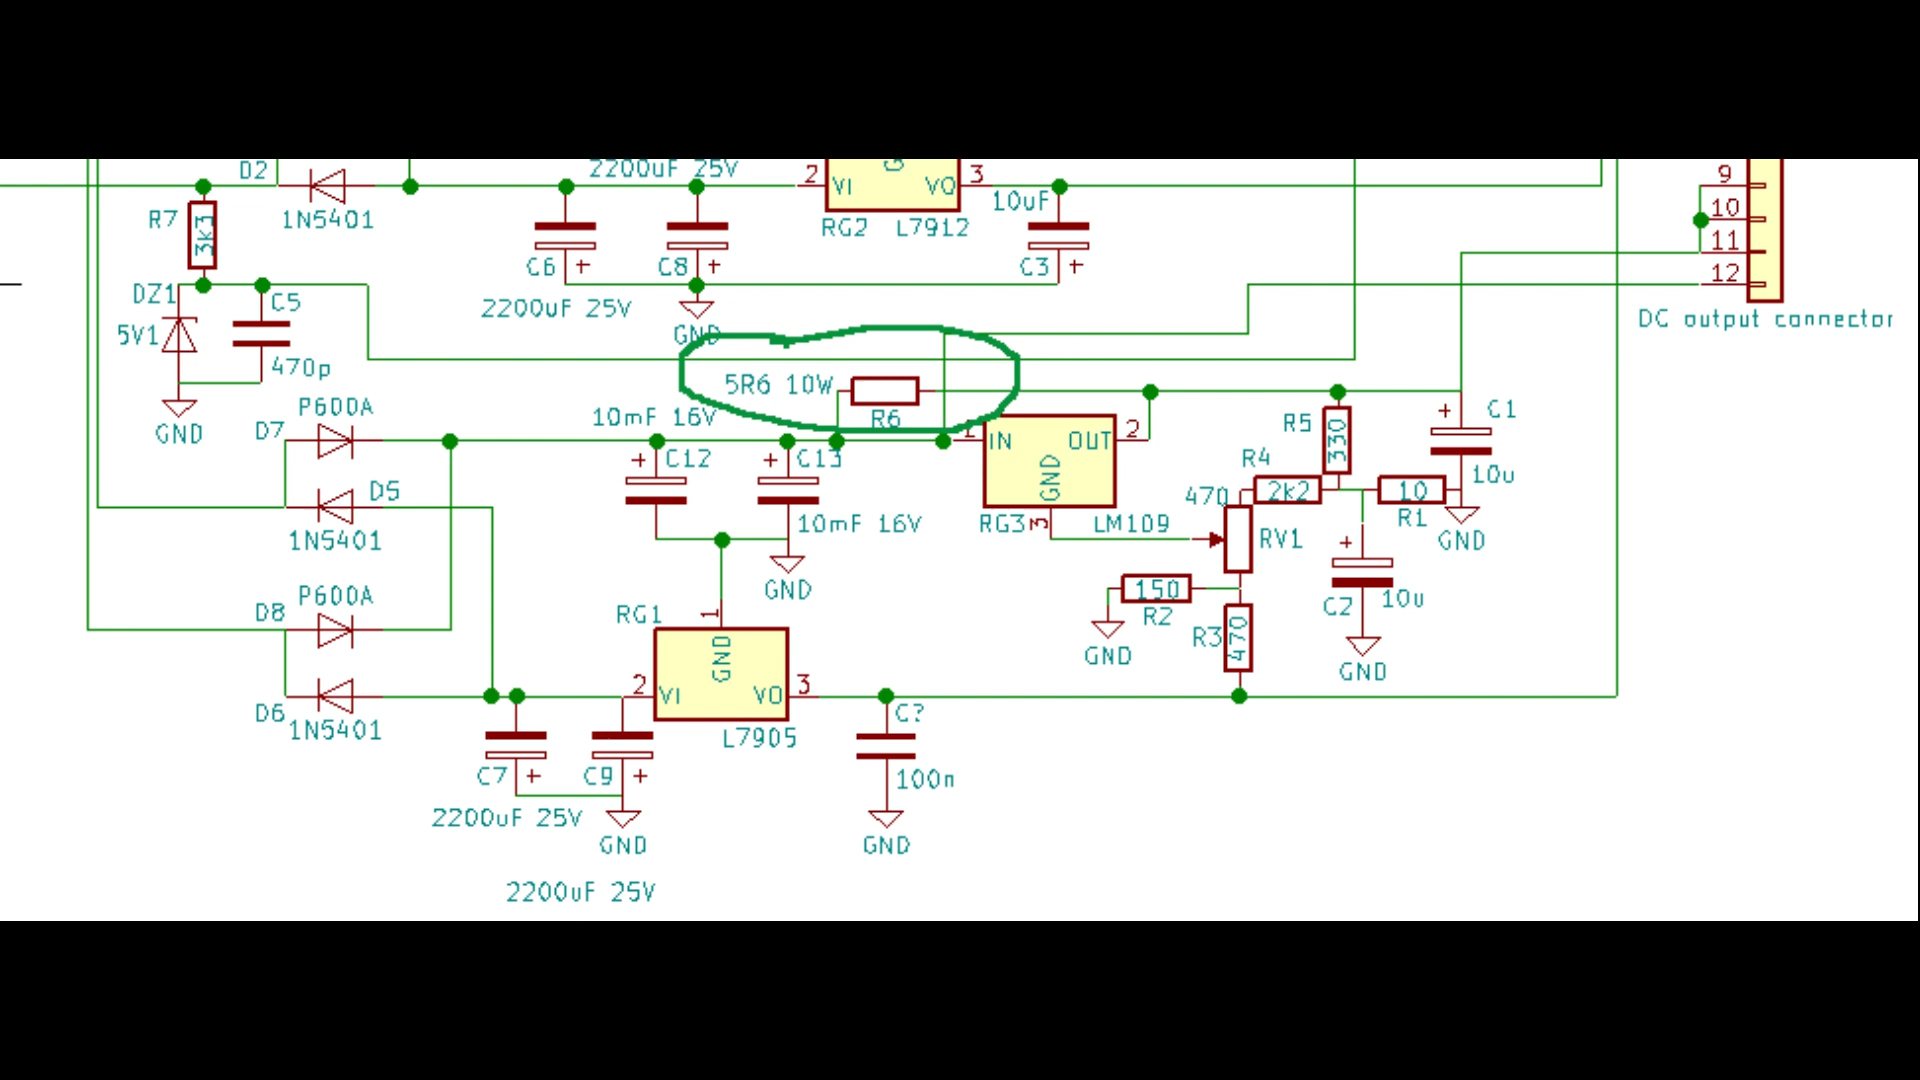 D2
1N5401
2200uF 25V
2 VI VO 3
G
RG2 L7912
10uF
R7
3k3
C6 +
C8 +
C3 +
2200uF 25V
GND
9
10
11
12
DC output connector
DZ1
5V1
C5
470p
GND
5R6 10W
R6
P600A
D7
10mF 16V
+ C12
+ C13
10mF 16V
GND
1 IN OUT 2
GND
3
RG3 LM109
R5
330
+ C1
10u
R4
2k2
470
RV1
10
R1
GND
D5
1N5401
150
R2
GND
R3
470
+
C2 10u
GND
P600A
D8
RG1
1
GND
2 VI VO 3
L7905
D6
1N5401
C7 +
C9 +
2200uF 25V
GND
2200uF 25V
C?
100n
GND